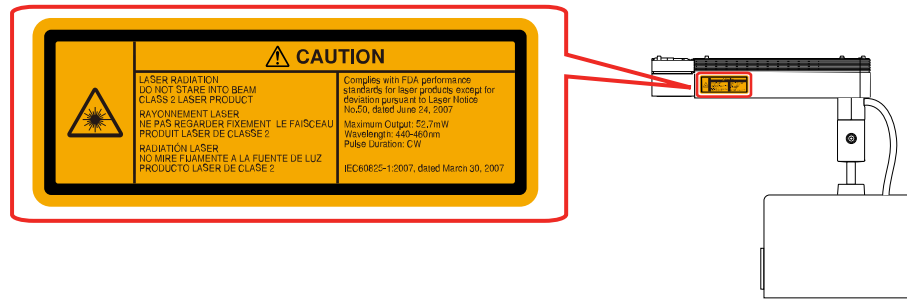 CAUTION
LASER RADIATION
DO NOT STARE INTO BEAM
CLASS 2 LASER PRODUCT
RAYONNEMENT LASER
NE PAS REGARDER FIXEMENT LE FAISCEAU
PRODUIT LASER DE CLASSE 2
RADIATIÓN LASER
NO MIRE FIJAMENTE A LA FUENTE DE LUZ
PRODUCTO LASER DE CLASE 2
Complies with FDA performance
standards for laser products except for
deviation pursuant to Laser Notice
No.50, dated June 24, 2007
Maximum Output: 52.7mW
Wavelength: 440-460nm
Pulse Duration: CW
IEC60825-1:2007, dated March 30, 2007